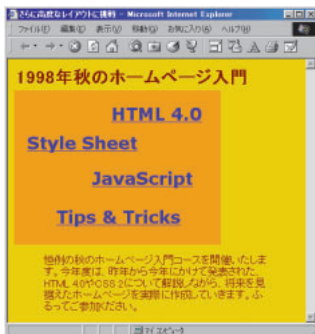 さらに高度なレイアウトに挑戦 - Microsoft Internet Explorer
ファイル(F) 編集(E) 表示(V) 移動(G) お気に入り(A) ヘルプ(H)
1998年秋のホームページ入門
HTML 4.0
Style Sheet
JavaScript
Tips & Tricks
恒例の秋のホームページ入門コースを開催いたしま
す。今年度は、昨年から今年にかけて発表された、
HTML 4.0やCSS 2について解説しながら、将来を見
据えたホームページを実際に作成していきます。ふ
るってご参加ください。
マイ コンピュータ